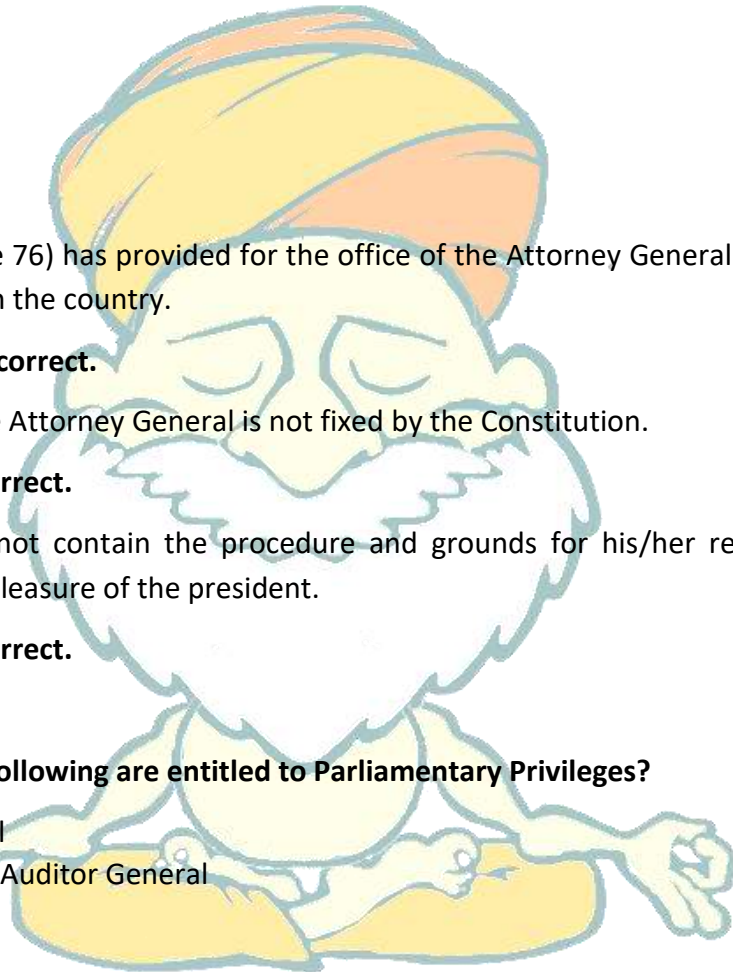 e 76) has provided for the office of the Attorney General
n the country.
correct.
Attorney General is not fixed by the Constitution.
rrect.
not contain the procedure and grounds for his/her re
leasure of the president.
rrect.
ollowing are entitled to Parliamentary Privileges?
l
Auditor General